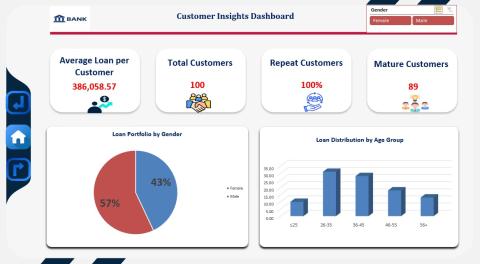 BANK
Customer Insights Dashboard
Gender
Female
Male
Average Loan per
Customer
386,058.57
Total Customers
100
Repeat Customers
100%
Mature Customers
89
Loan Portfolio by Gender
43%
57%
Female
Male
Loan Distribution by Age Group
35.00
30.00
25.00
20.00
15.00
10.00
5.00
0.00
≤25
26-35
36-45
46-55
56+